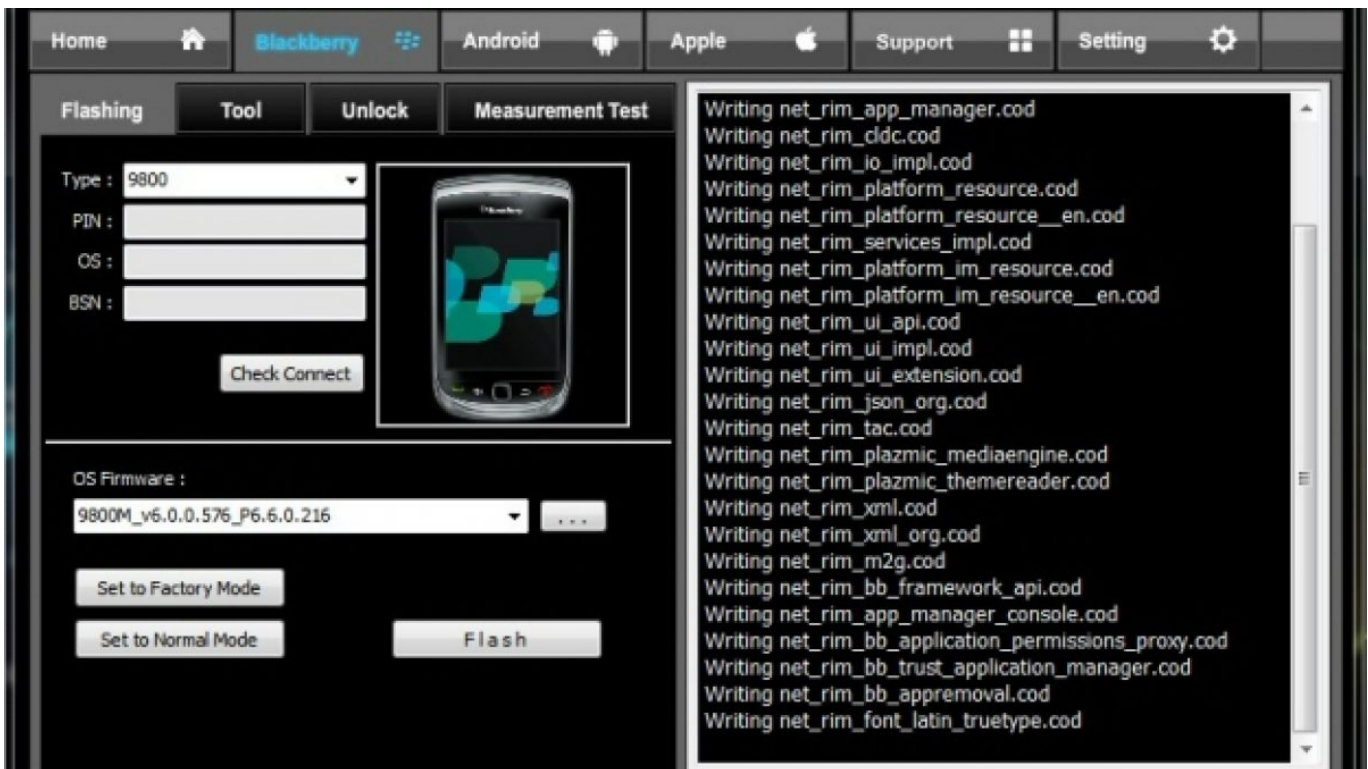 Home
Blackberry
Android
Apple
Support
Setting
Flashing
Tool
Unlock
Measurement Test
Type : 9800
PIN :
OS :
BSN :
Check Connect
OS Firmware :
9800M_v6.0.0.576_P6.6.0.216
...
Set to Factory Mode
Set to Normal Mode
Flash
Writing net_rim_app_manager.cod
Writing net_rim_cldc.cod
Writing net_rim_io_impl.cod
Writing net_rim_platform_resource.cod
Writing net_rim_platform_resource__en.cod
Writing net_rim_services_impl.cod
Writing net_rim_platform_im_resource.cod
Writing net_rim_platform_im_resource__en.cod
Writing net_rim_ui_api.cod
Writing net_rim_ui_impl.cod
Writing net_rim_ui_extension.cod
Writing net_rim_json_org.cod
Writing net_rim_tac.cod
Writing net_rim_plazmic_mediaengine.cod
Writing net_rim_plazmic_themereader.cod
Writing net_rim_xml.cod
Writing net_rim_xml_org.cod
Writing net_rim_m2g.cod
Writing net_rim_bb_framework_api.cod
Writing net_rim_app_manager_console.cod
Writing net_rim_bb_application_permissions_proxy.cod
Writing net_rim_bb_trust_application_manager.cod
Writing net_rim_bb_appremoval.cod
Writing net_rim_font_latin_truetype.cod